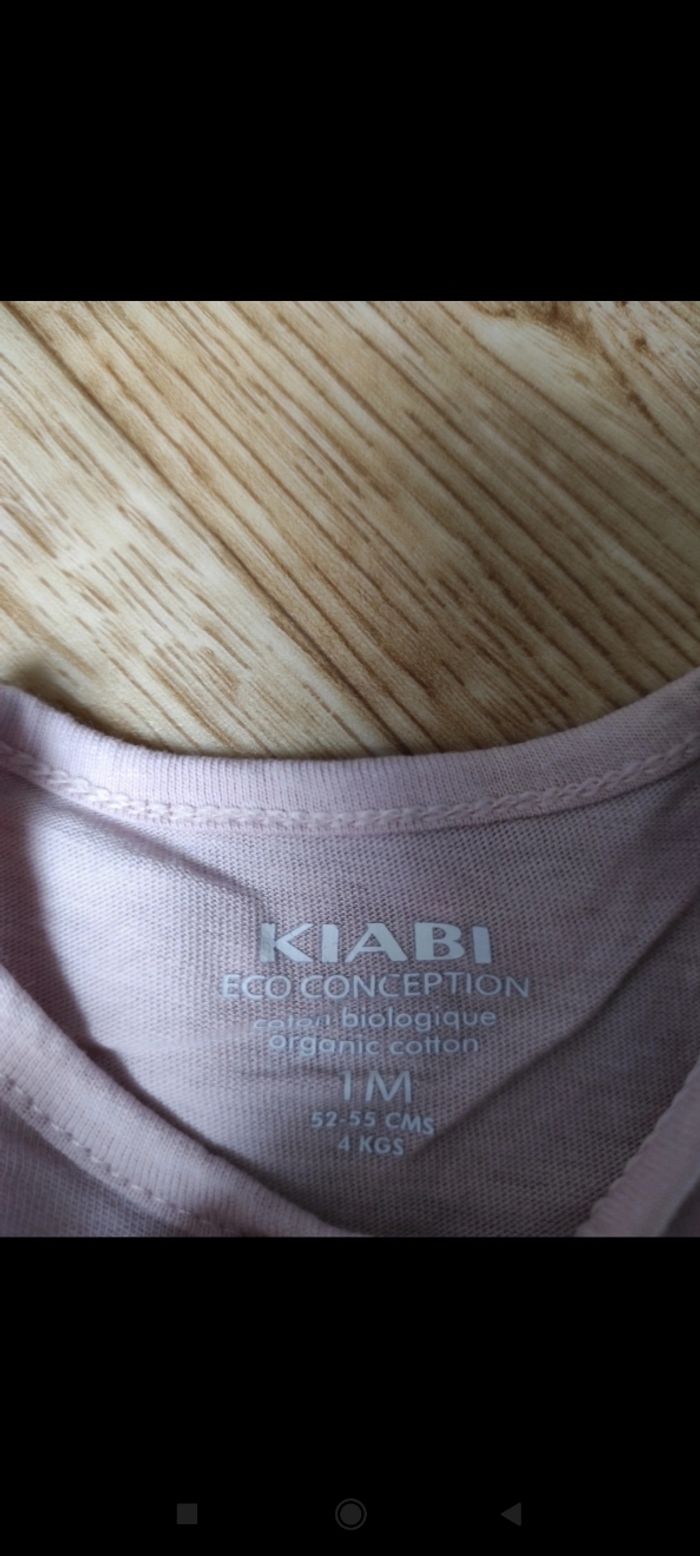 KIABI
ECO CONCEPTION
coton biologique
organic cotton
1M
52-55 CMS
4 KGS